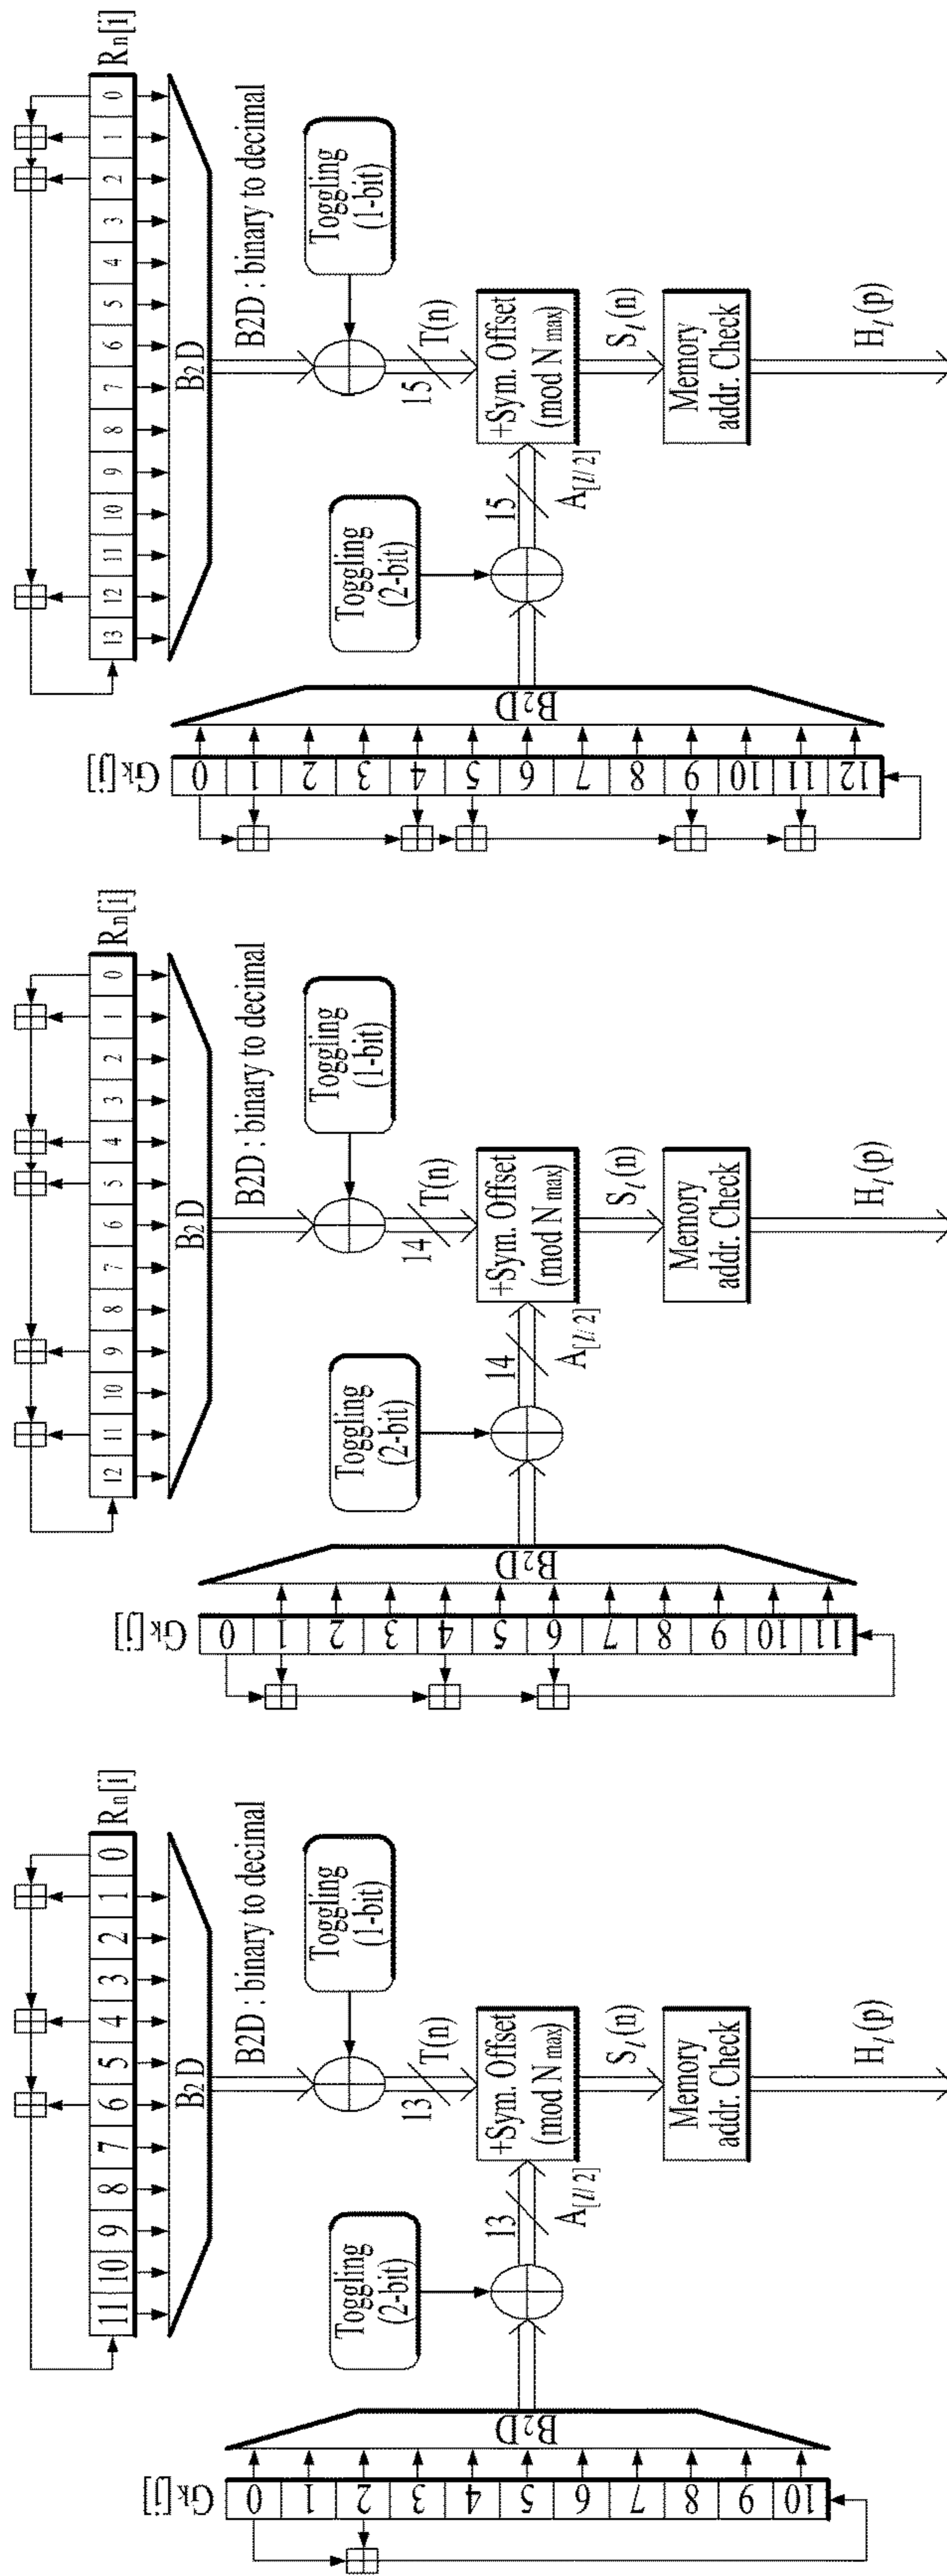 11 10 9 8 7 6 5 4 3 2 1 0 Rn[i]
B2D
B2D : binary to decimal
Toggling
(1-bit)
Toggling
(2-bit)
13
T(n)
Gk[j]
0 1 2 3 4 5 6 7 8 9 10
B2D
13
A[l/2]
+Sym. Offset
(mod N max)
Sl(n)
Memory
addr. Check
Hl(p)
12 11 10 9 8 7 6 5 4 3 2 1 0 Rn[i]
B2D
B2D : binary to decimal
Toggling
(1-bit)
Toggling
(2-bit)
14
T(n)
Gk[j]
0 1 2 3 4 5 6 7 8 9 10 11
B2D
14
A[l/2]
+Sym. Offset
(mod N max)
Sl(n)
Memory
addr. Check
Hl(p)
13 12 11 10 9 8 7 6 5 4 3 2 1 0 Rn[i]
B2D
B2D : binary to decimal
Toggling
(1-bit)
Toggling
(2-bit)
15
T(n)
Gk[j]
0 1 2 3 4 5 6 7 8 9 10 11 12
B2D
15
A[l/2]
+Sym. Offset
(mod N max)
Sl(n)
Memory
addr. Check
Hl(p)